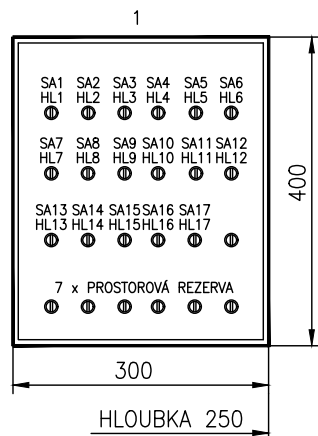 1
SA1 SA2 SA3 SA4 SA5 SA6
HL1 HL2 HL3 HL4 HL5 HL6
SA7 SA8 SA9 SA10 SA11 SA12
HL7 HL8 HL9 HL10 HL11 HL12
SA13 SA14 SA15 SA16 SA17
HL13 HL14 HL15 HL16 HL17
7 x PROSTOROVÁ REZERVA
400
300
HLOUBKA 250